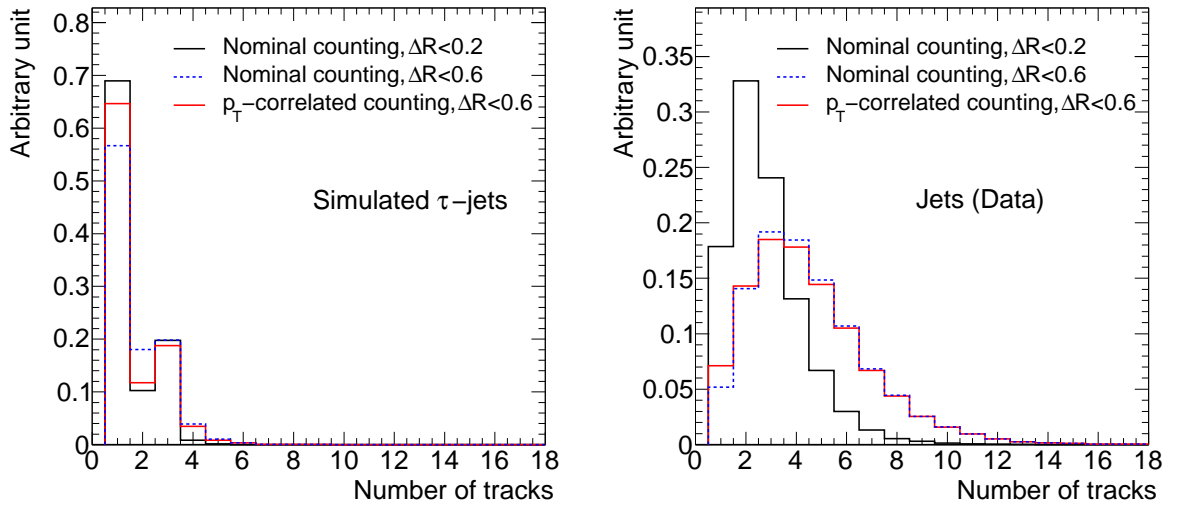 Arbitrary unit
0.8
0.7
0.6
0.5
0.4
0.3
0.2
0.1
0
Nominal counting, ΔR<0.2
Nominal counting, ΔR<0.6
p_T−correlated counting, ΔR<0.6
Simulated τ−jets
0 2 4 6 8 10 12 14 16 18
Number of tracks
Arbitrary unit
0.35
0.3
0.25
0.2
0.15
0.1
0.05
0
Nominal counting, ΔR<0.2
Nominal counting, ΔR<0.6
p_T−correlated counting, ΔR<0.6
Jets (Data)
0 2 4 6 8 10 12 14 16 18
Number of tracks